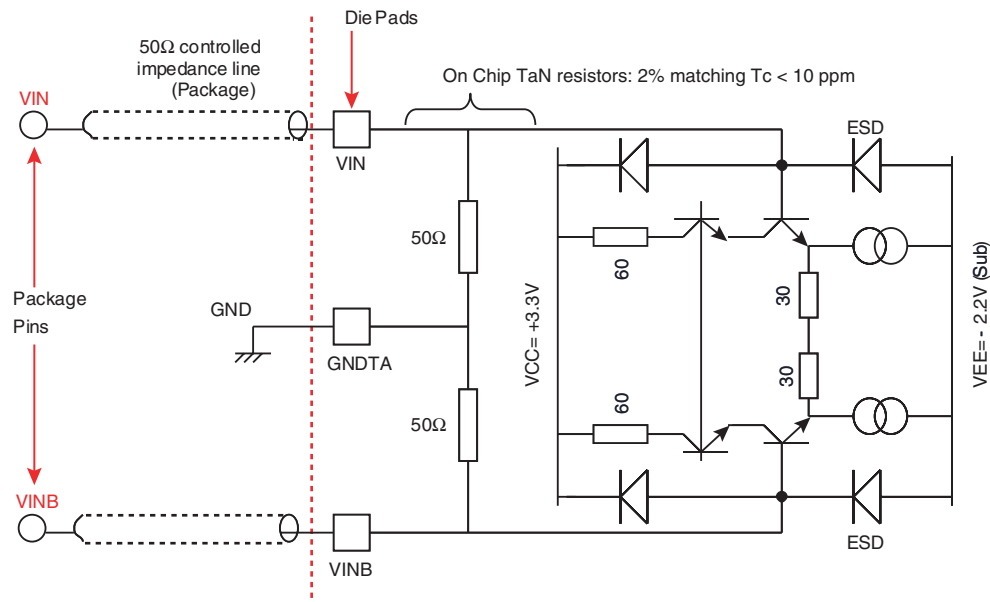 Die Pads
50Ω controlled
impedance line
(Package)
On Chip TaN resistors: 2% matching Tc < 10 ppm
VIN
VIN
ESD
50Ω
60
30
Package
Pins
GND
GNDTA
VCC= +3.3V
VEE= - 2.2V (Sub)
30
60
50Ω
VINB
VINB
ESD